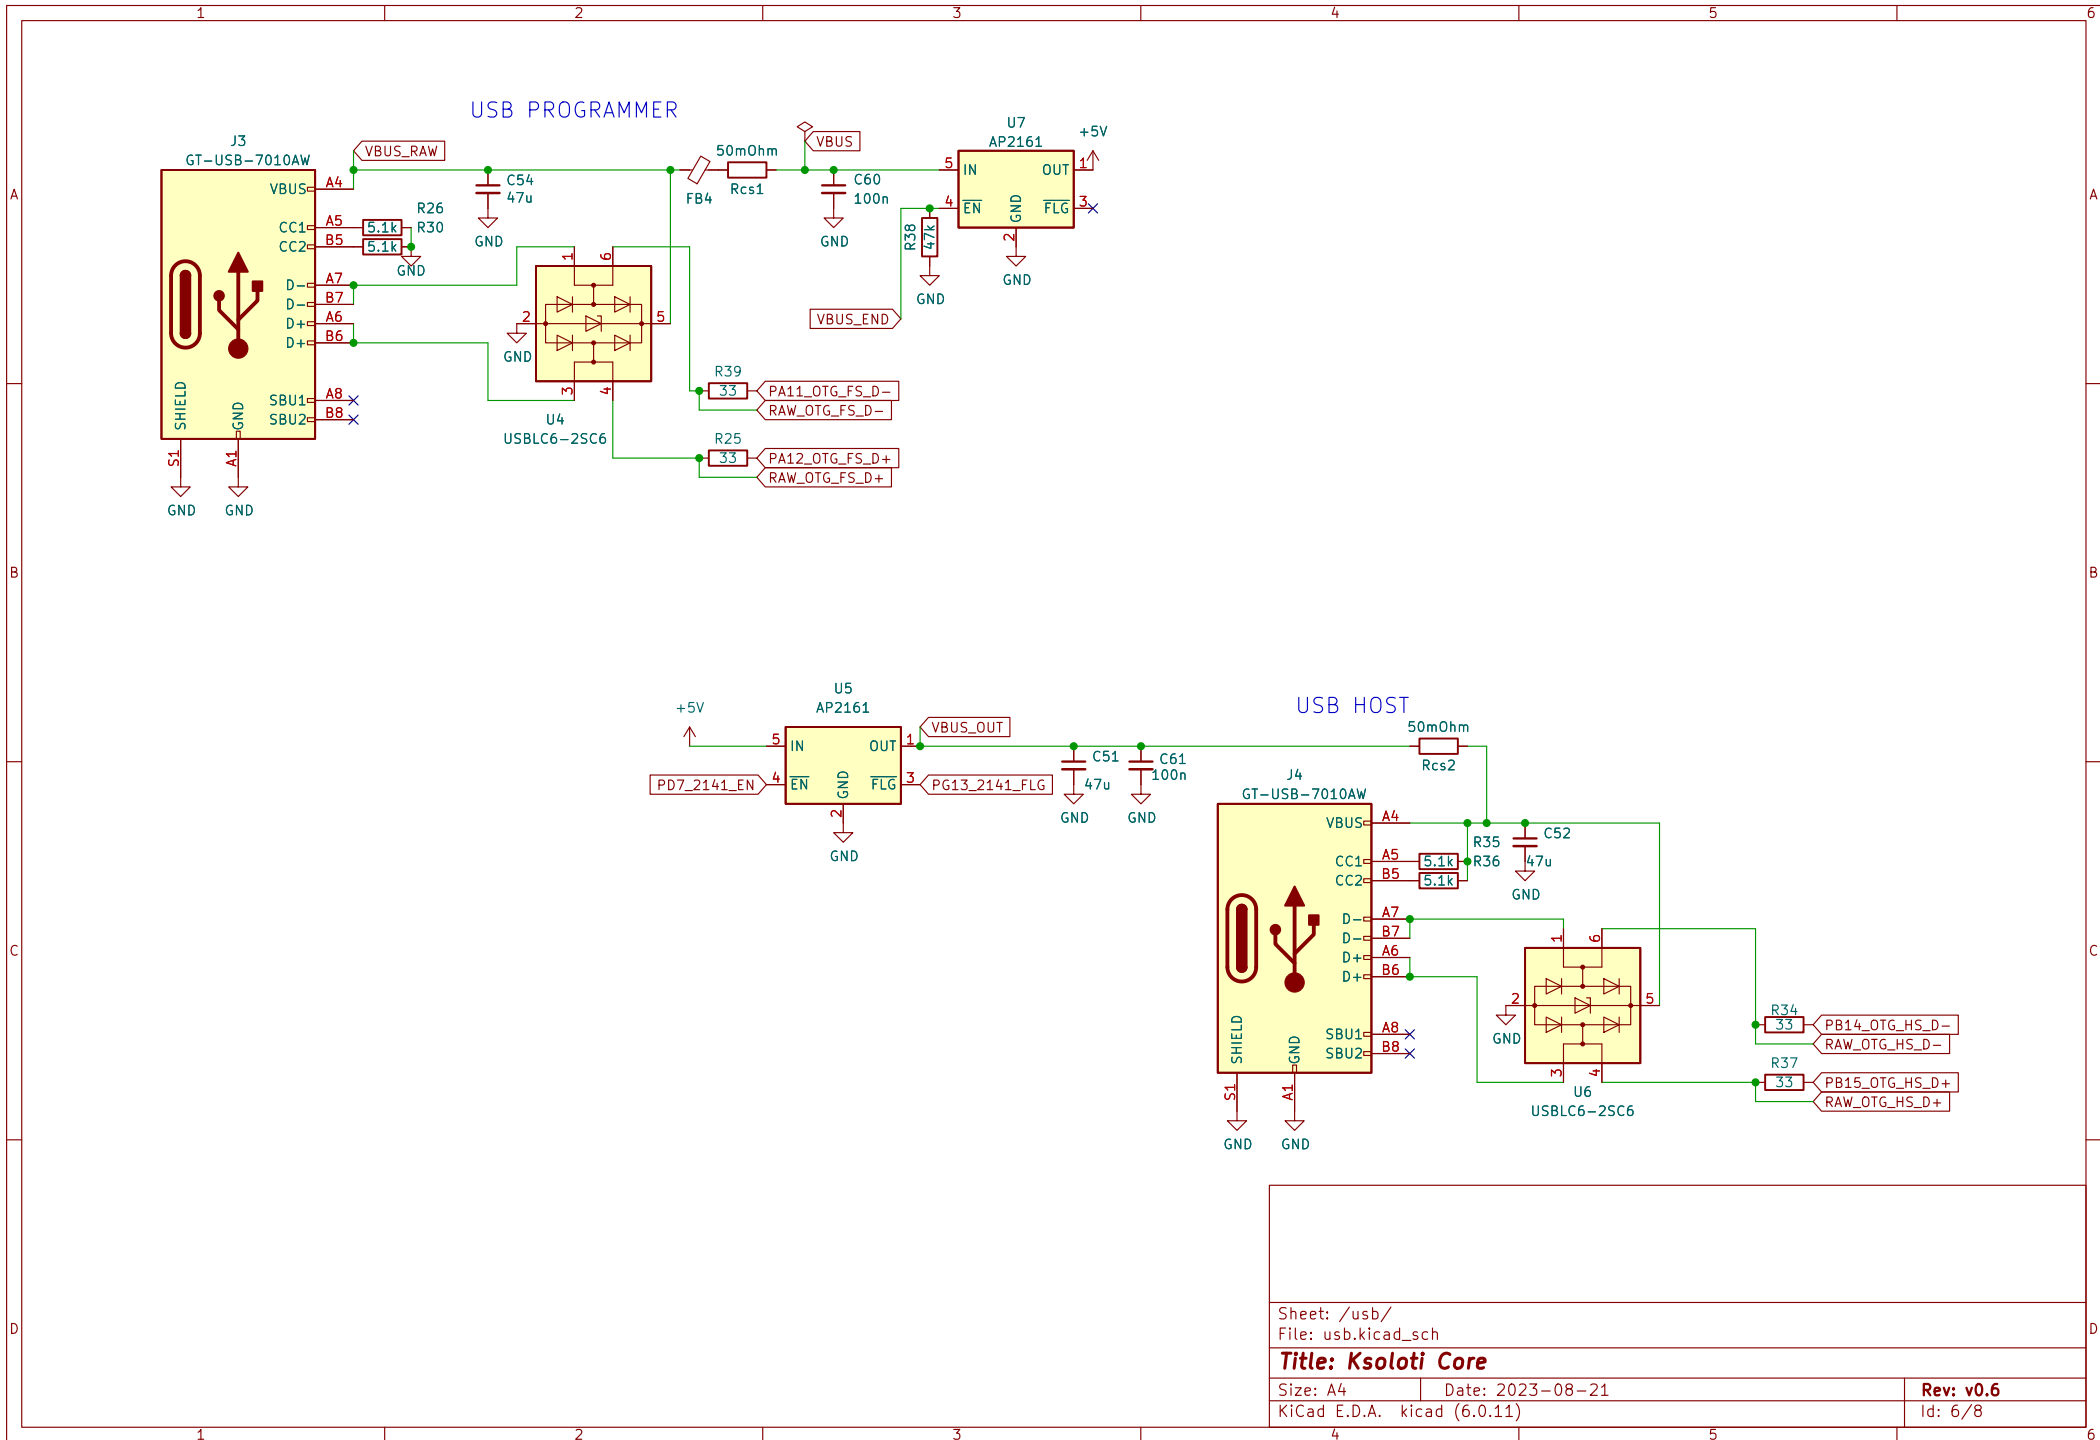 1 2 3 4 5 6
A
B
C
D
A
B
C
D
1 2 3 4 5 6
USB PROGRAMMER
J3
GT-USB-7010AW
VBUS A4
CC1 A5
CC2 B5
D- A7
D- B7
D+ A6
D+ B6
SBU1 A8
SBU2 B8
SHIELD
GND
S1
A1
GND
GND
VBUS_RAW
R26
R30
5.1k
5.1k
GND
C54
47u
GND
1
6
2
5
3
4
GND
U4
USBLC6-2SC6
FB4
50mOhm
Rcs1
VBUS
C60
100n
GND
U7
AP2161
+5V
5 IN
OUT 1
4 EN
FLG 3
GND
2
GND
R38
47k
GND
VBUS_END
R39
33
PA11_OTG_FS_D-
RAW_OTG_FS_D-
R25
33
PA12_OTG_FS_D+
RAW_OTG_FS_D+
USB HOST
+5V
U5
AP2161
5 IN
OUT 1
4 EN
FLG 3
GND
2
GND
PD7_2141_EN
VBUS_OUT
PG13_2141_FLG
C51
47u
GND
C61
100n
GND
50mOhm
Rcs2
J4
GT-USB-7010AW
VBUS A4
CC1 A5
CC2 B5
D- A7
D- B7
D+ A6
D+ B6
SBU1 A8
SBU2 B8
SHIELD
GND
S1
A1
GND
GND
R35
R36
5.1k
5.1k
C52
47u
GND
1
6
2
5
3
4
GND
U6
USBLC6-2SC6
R34
33
PB14_OTG_HS_D-
RAW_OTG_HS_D-
R37
33
PB15_OTG_HS_D+
RAW_OTG_HS_D+
Sheet: /usb/
File: usb.kicad_sch
Title: Ksoloti Core
Size: A4 Date: 2023-08-21 Rev: v0.6
KiCad E.D.A. kicad (6.0.11) Id: 6/8